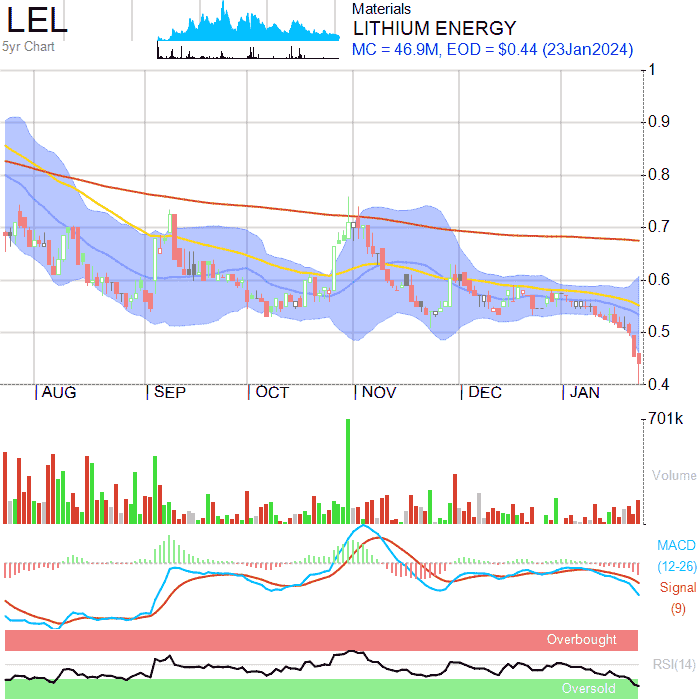 LEL
5yr Chart
Materials
LITHIUM ENERGY
MC = 46.9M, EOD = $0.44 (23Jan2024)
1
0.9
0.8
0.7
0.6
0.5
0.4
AUG SEP OCT NOV DEC JAN
701k
Volume
MACD
(12-26)
Signal
(9)
Overbought
RSI(14)
Oversold